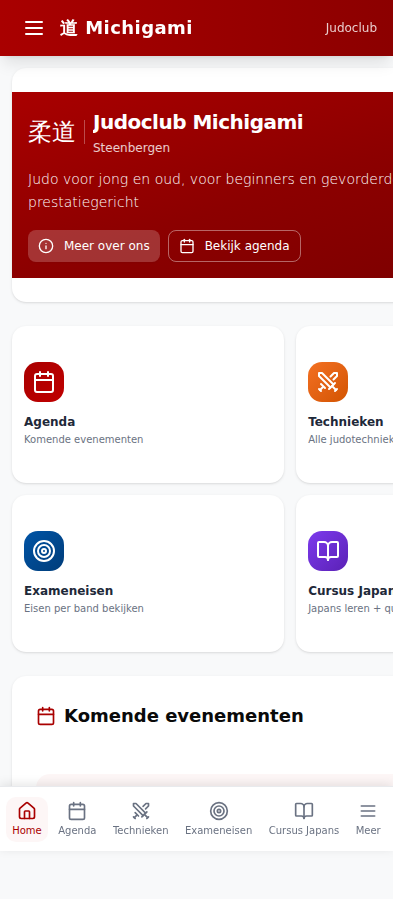 道 Michigami
Judoclub
柔道
Judoclub Michigami
Steenbergen
Judo voor jong en oud, voor beginners en gevorderd
prestatiegericht
Meer over ons
Bekijk agenda
Agenda
Komende evenementen
Technieken
Alle judotechniek
Exameneisen
Eisen per band bekijken
Cursus Japan
Japans leren + qu
Komende evenementen
Home
Agenda
Technieken
Exameneisen
Cursus Japans
Meer